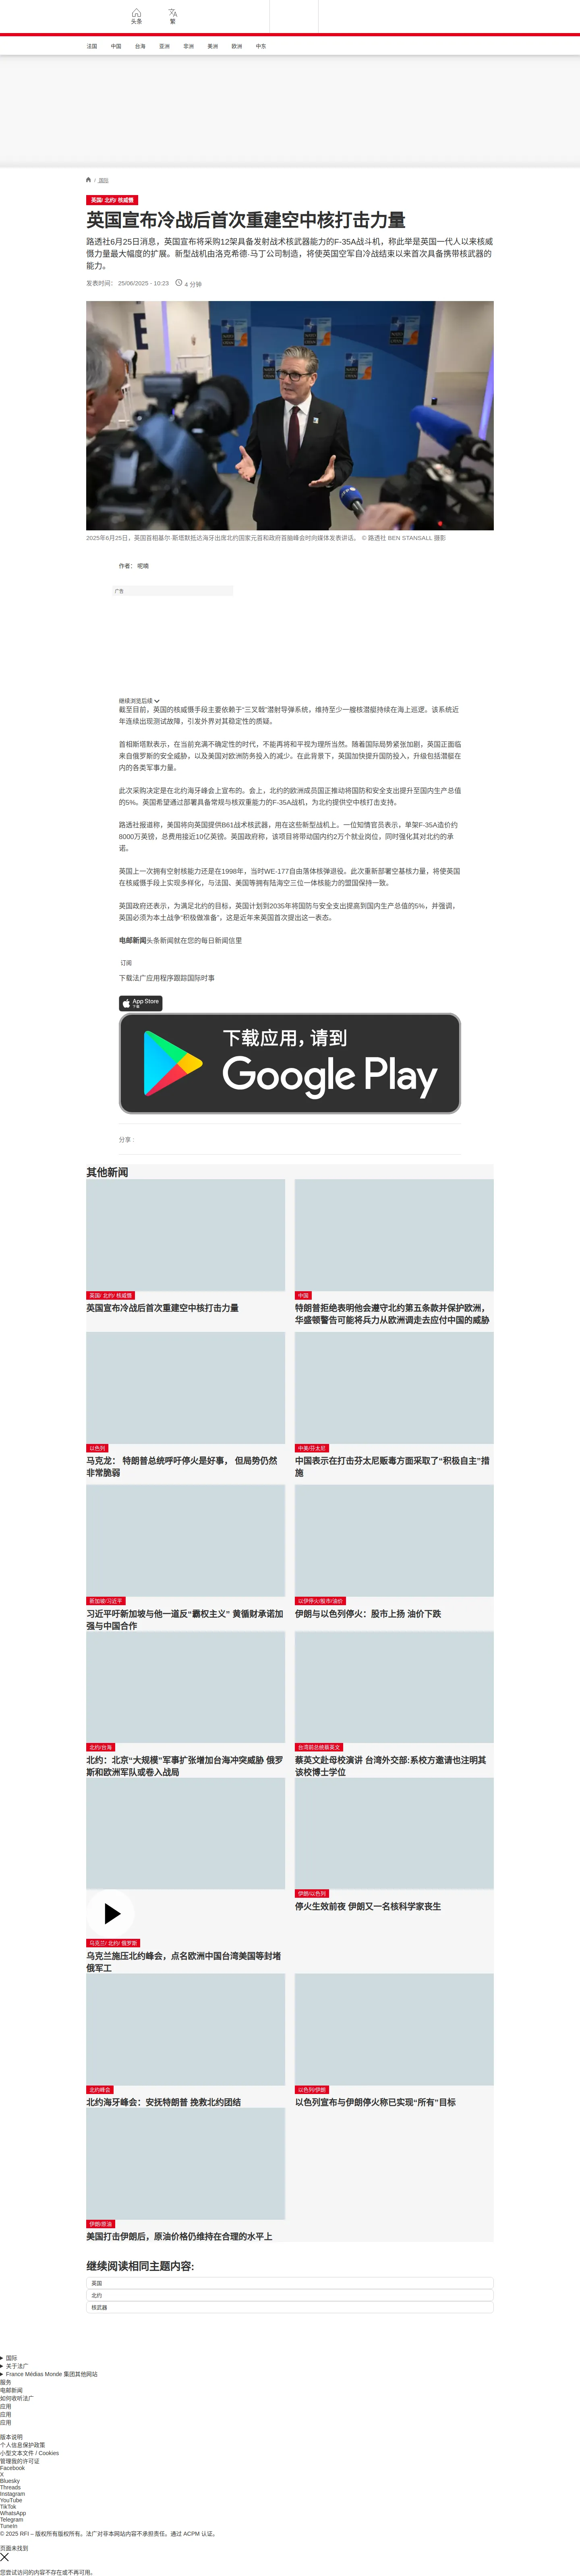 头条
繁
法国
中国
台海
亚洲
非洲
美洲
欧洲
中东
/ 国际
英国/ 北约/ 核威慑
英国宣布冷战后首次重建空中核打击力量
路透社6月25日消息，英国宣布将采购12架具备发射战术核武器能力的F-35A战斗机，称此举是英国一代人以来核威
慑力量最大幅度的扩展。新型战机由洛克希德·马丁公司制造，将使英国空军自冷战结束以来首次具备携带核武器的
能力。
发表时间： 25/06/2025 - 10:23
4 分钟
2025年6月25日，英国首相基尔·斯塔默抵达海牙出席北约国家元首和政府首脑峰会时向媒体发表讲话。 © 路透社 BEN STANSALL 摄影
作者： 呢喃
广告
继续浏览后续
截至目前，英国的核威慑手段主要依赖于“三叉戟”潜射导弹系统，维持至少一艘核潜艇持续在海上巡逻。该系统近
年连续出现测试故障，引发外界对其稳定性的质疑。
首相斯塔默表示，在当前充满不确定性的时代，不能再将和平视为理所当然。随着国际局势紧张加剧，英国正面临
来自俄罗斯的安全威胁，以及美国对欧洲防务投入的减少。在此背景下，英国加快提升国防投入，升级包括潜艇在
内的各类军事力量。
此次采购决定是在北约海牙峰会上宣布的。会上，北约的欧洲成员国正推动将国防和安全支出提升至国内生产总值
的5%。英国希望通过部署具备常规与核双重能力的F-35A战机，为北约提供空中核打击支持。
路透社报道称，美国将向英国提供B61战术核武器，用在这些新型战机上。一位知情官员表示，单架F-35A造价约
8000万英镑，总费用接近10亿英镑。英国政府称，该项目将带动国内约2万个就业岗位，同时强化其对北约的承
诺。
英国上一次拥有空射核能力还是在1998年，当时WE-177自由落体核弹退役。此次重新部署空基核力量，将使英国
在核威慑手段上实现多样化，与法国、美国等拥有陆海空三位一体核能力的盟国保持一致。
英国政府还表示，为满足北约的目标，英国计划到2035年将国防与安全支出提高到国内生产总值的5%，并强调，
英国必须为本土战争“积极做准备”，这是近年来英国首次提出这一表态。
电邮新闻头条新闻就在您的每日新闻信里
订阅
下载法广应用程序跟踪国际时事
App Store
下载
下载应用，请到
Google Play
分享 :
其他新闻
英国/ 北约/ 核威慑
英国宣布冷战后首次重建空中核打击力量
中国
特朗普拒绝表明他会遵守北约第五条款并保护欧洲，
华盛顿警告可能将兵力从欧洲调走去应付中国的威胁
以色列
马克龙： 特朗普总统呼吁停火是好事， 但局势仍然
非常脆弱
中美/芬太尼
中国表示在打击芬太尼贩毒方面采取了“积极自主”措
施
新加坡/习近平
习近平吁新加坡与他一道反“霸权主义” 黄循财承诺加
强与中国合作
以伊停火/股市/油价
伊朗与以色列停火：股市上扬 油价下跌
北约/台海
北约：北京“大规模”军事扩张增加台海冲突威胁 俄罗
斯和欧洲军队或卷入战局
台湾前总统蔡英文
蔡英文赴母校演讲 台湾外交部:系校方邀请也注明其
该校博士学位
乌克兰/ 北约/ 俄罗斯
乌克兰施压北约峰会，点名欧洲中国台湾美国等封堵
俄军工
伊朗/以色列
停火生效前夜 伊朗又一名核科学家丧生
北约峰会
北约海牙峰会：安抚特朗普 挽救北约团结
以色列/伊朗
以色列宣布与伊朗停火称已实现“所有”目标
伊朗/原油
美国打击伊朗后，原油价格仍维持在合理的水平上
继续阅读相同主题内容:
英国
北约
核武器
国际
关于法广
France Médias Monde 集团其他网站
服务
电邮新闻
如何收听法广
应用
应用
应用
版本说明
个人信息保护政策
小型文本文件 / Cookies
管理我的许可证
Facebook
X
Bluesky
Threads
Instagram
YouTube
TikTok
WhatsApp
Telegram
TuneIn
© 2025 RFI – 版权所有版权所有。法广对非本网站内容不承担责任。通过 ACPM 认证。
页面未找到
您尝试访问的内容不存在或不再可用。